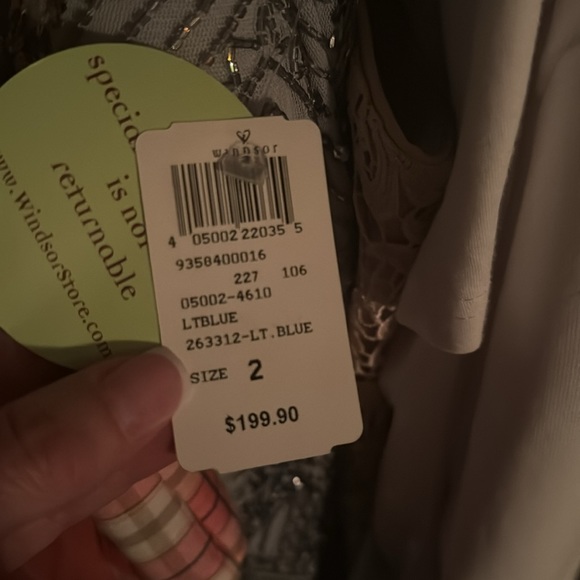 specia
is not
returnable
www.WindsorStore.com
windsor
4 05002 22035 5
9358400016
227 106
05002-4610
LTBLUE
263312-LT.BLUE
SIZE 2
$199.90